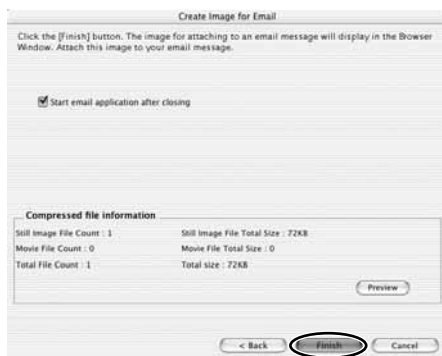 Create Image for Email
Click the [Finish] button. The image for attaching to an email message will display in the Browser
Window. Attach this image to your email message.
Start email application after closing
Compressed file information
Still Image File Count : 1 Still Image File Total Size : 72KB
Movie File Count : 0 Movie File Total Size : 0
Total File Count : 1 Total size : 72KB
Preview
< Back Finish Cancel